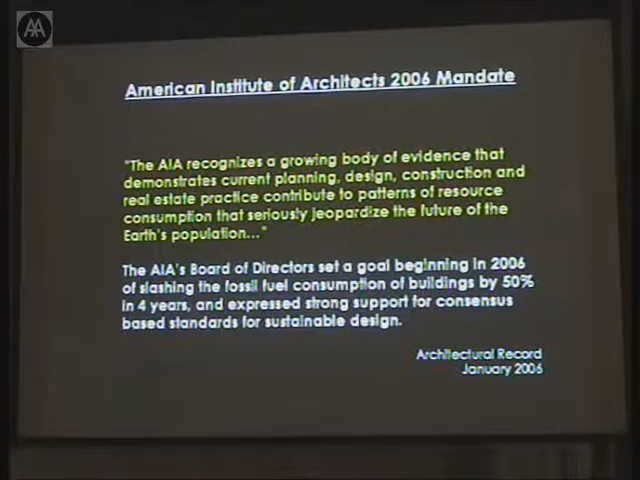 AA
American Institute of Architects 2006 Mandate
"The AIA recognizes a growing body of evidence that
demonstrates current planning, design, construction and
real estate practice contribute to patterns of resource
consumption that seriously jeopardize the future of the
Earth's population..."
The AIA's Board of Directors set a goal beginning in 2006
of slashing the fossil fuel consumption of buildings by 50%
in 4 years, and expressed strong support for consensus
based standards for sustainable design.
Architectural Record
January 2006